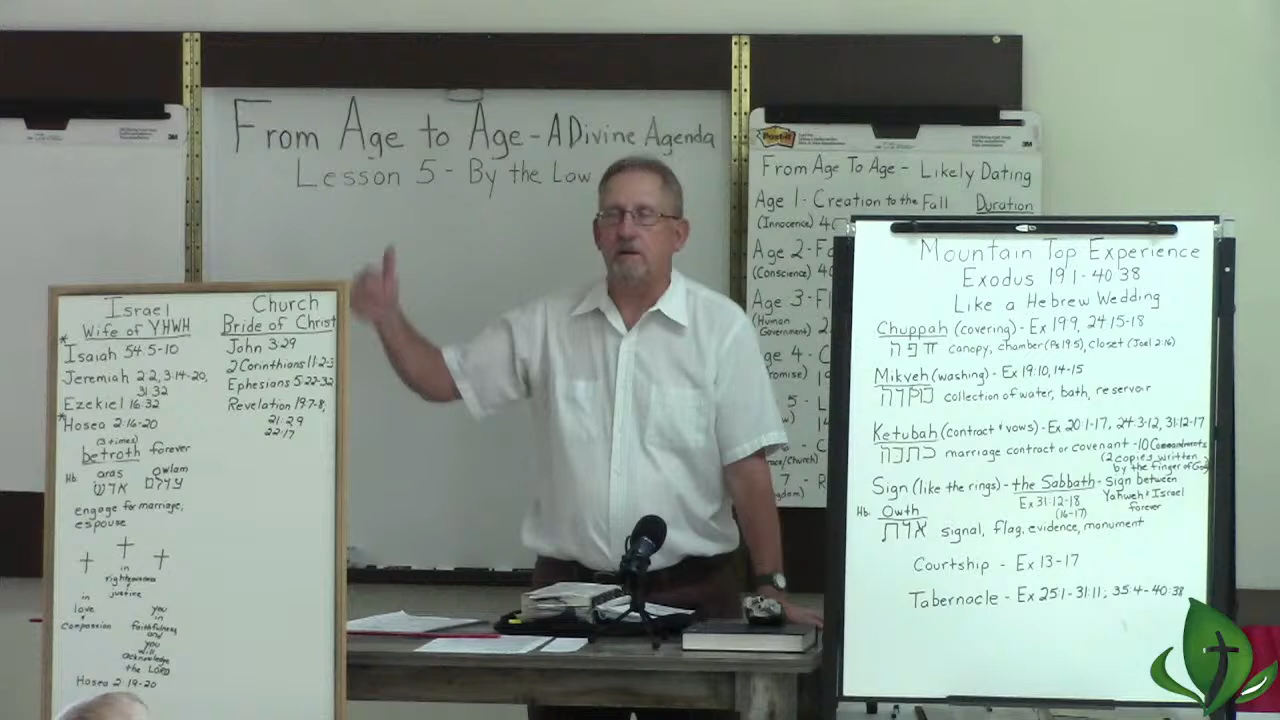 From Age to Age - A Divine Agenda
Lesson 5 - By the Law
Israel
Wife of YHWH
* Isaiah 54:5-10
Jeremiah 2:2, 3:14-20,
31:32
Ezekiel 16:32
* Hosea 2:16-20
(3 times)
betroth forever
Hb. aras owlam
engage for marriage,
espouse
in
righteousness
justice
in
love
+
compassion
you
in
faithfulness
and
you
will
acknowledge
the LORD
Hosea 2:19-20
Church
Bride of Christ
John 3:29
2 Corinthians 11:2-3
Ephesians 5:22-32
Revelation 19:7-8,
21:2,9
22:17
Post-it
3M
3M
From Age To Age - Likely Dating
Age 1 - Creation to the Fall Duration
(Innocence)
Age 2 - F
(Conscience)
Age 3 - Fl
(Human
Government)
Mountain Top Experience
Exodus 19:1-40:38
Like a Hebrew Wedding
Chuppah (covering) - Ex 19:9, 24:15-18
חפה canopy, chamber (Ps 19:5), closet (Joel 2:16)
Mikveh (washing) - Ex 19:10, 14-15
מקוה collection of water, bath, reservoir
Ketubah (contract + vows) - Ex 20:1-17, 24:3-12, 31:12-17
כתבה marriage contract or covenant - 10 Commandments
(2 copies written
by the finger of God)
Sign (like the rings) - the Sabbath - sign between
Ex 31:12-18
(16-17)
Yahweh + Israel
forever
Hb. Owth
אות signal, flag, evidence, monument
Courtship - Ex 13-17
Tabernacle - Ex 25:1-31:11, 35:4-40:38